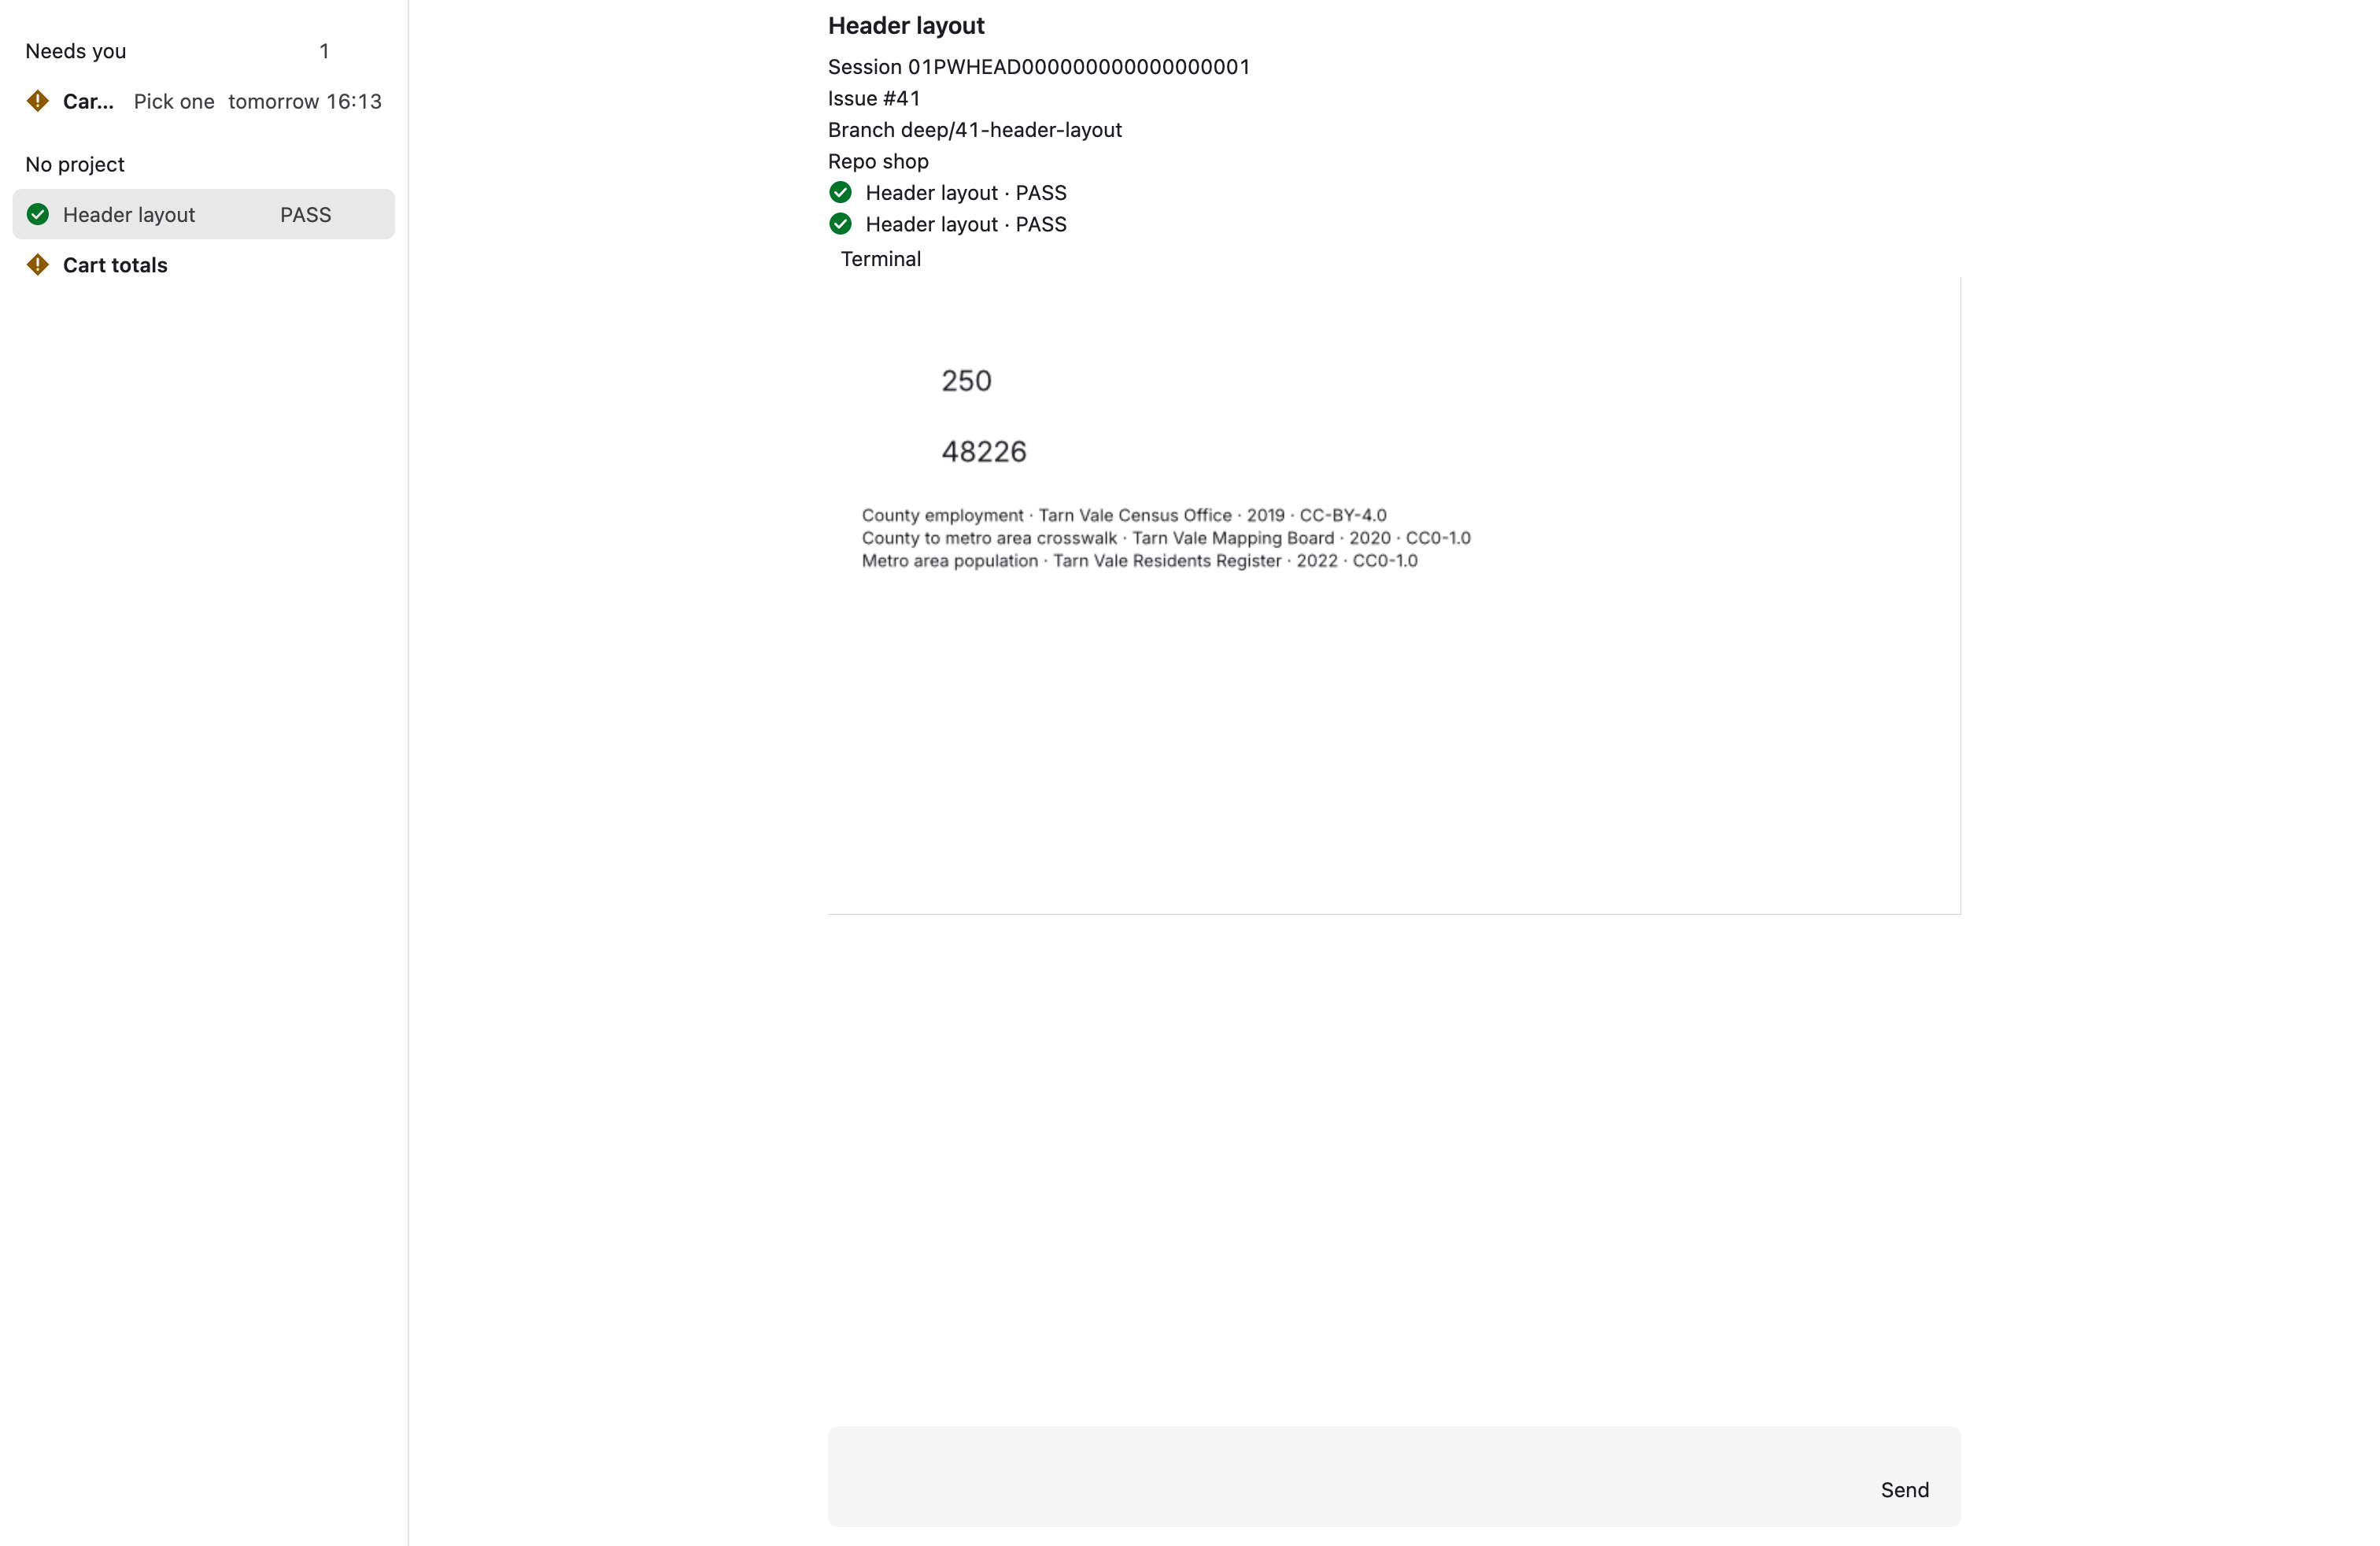 Needs you 1
Car... Pick one tomorrow 16:13
No project
Header layout PASS
Cart totals
Header layout
Session 01PWHEAD000000000000000001
Issue #41
Branch deep/41-header-layout
Repo shop
Header layout · PASS
Header layout · PASS
Terminal
250
48226
County employment · Tarn Vale Census Office · 2019 · CC-BY-4.0
County to metro area crosswalk · Tarn Vale Mapping Board · 2020 · CC0-1.0
Metro area population · Tarn Vale Residents Register · 2022 · CC0-1.0
Send